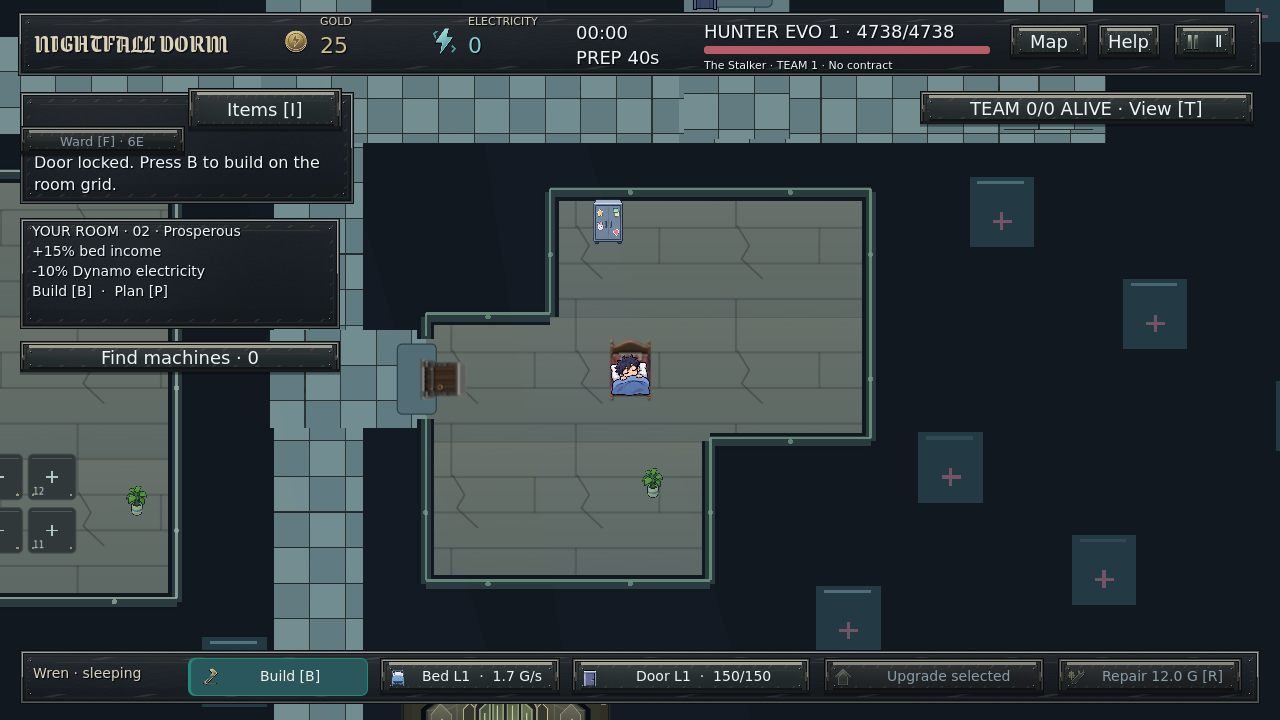 NIGHTFALL DORM
GOLD
25
ELECTRICITY
0
00:00
PREP 40s
HUNTER EVO 1 · 4738/4738
The Stalker · TEAM 1 · No contract
Map
Help
Items [I]
Ward [F] · 6E
Door locked. Press B to build on the
room grid.
TEAM 0/0 ALIVE · View [T]
YOUR ROOM · 02 · Prosperous
+15% bed income
-10% Dynamo electricity
Build [B] · Plan [P]
Find machines · 0
12
11
Wren · sleeping
Build [B]
Bed L1 · 1.7 G/s
Door L1 · 150/150
Upgrade selected
Repair 12.0 G [R]